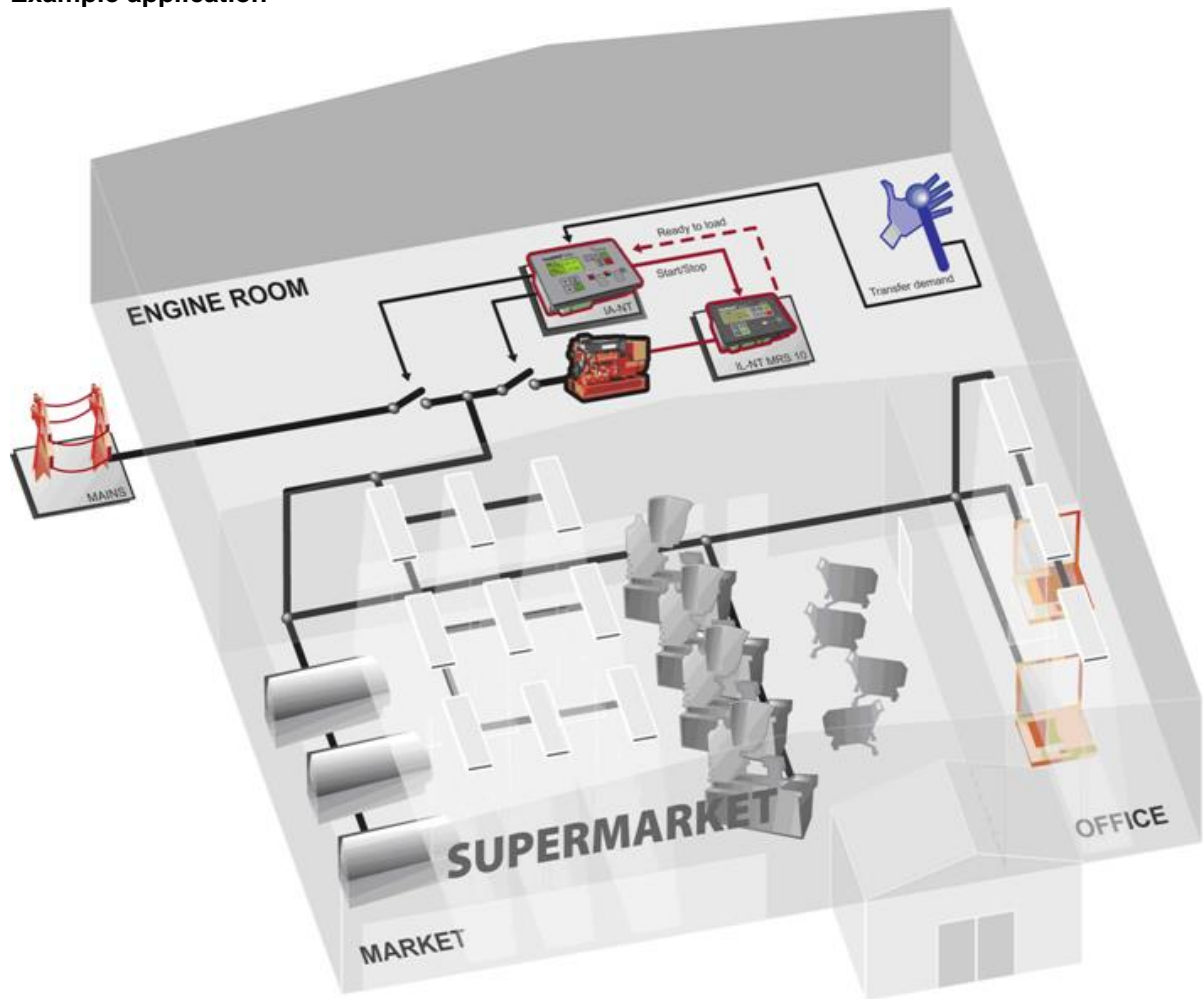 Example application
ENGINE ROOM
Ready to load
Start/Stop
Transfer demand
IA-NT
IL-NT MRS 10
MAINS
SUPERMARKET
OFFICE
MARKET